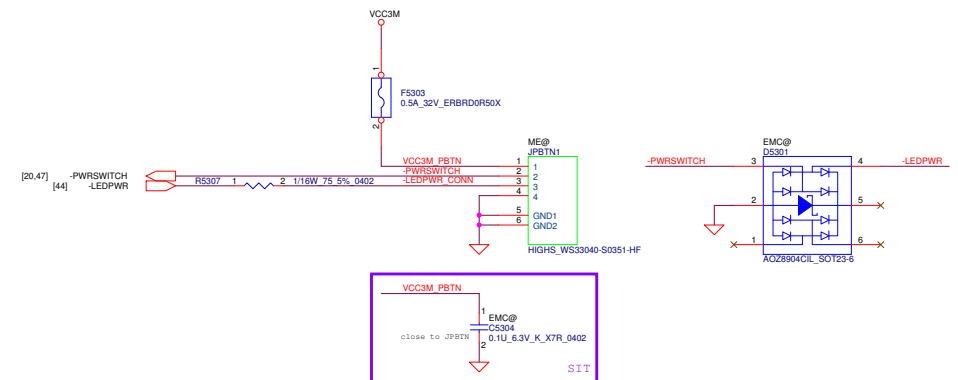 VCC3M
1
F5303
0.5A_32V_ERBRD0R50X
2
ME@
JPBTN1
VCC3M_PBTN 1 1
[20,47] -PWRSWITCH -PWRSWITCH 2 2
[44] -LEDPWR R5307 1 2 1/16W_75_5%_0402 -LEDPWR_CONN 3 3
4 4
5 GND1
6 GND2
HIGHS_WS33040-S0351-HF
EMC@
D5301
-PWRSWITCH 3 4 -LEDPWR
2 5
1 6
AOZ8904CIL_SOT23-6
VCC3M_PBTN
1
EMC@
C5304
close to JPBTN 0.1U_6.3V_K_X7R_0402
2
SIT